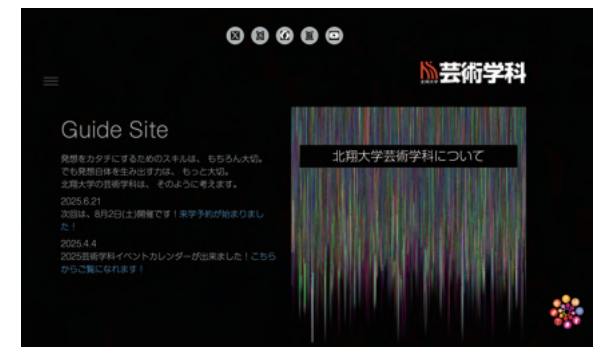 芸術学科
Guide Site
発想をカタチにするためのスキルは、もちろん大切。
でも発想自体を生み出す力は、もっと大切。
北翔大学の芸術学科は、そのように考えます。
2025.6.21
次回は、8月2日(土)開催です！来学予約が始まりまし
た！
2025.4.4
2025芸術学科イベントカレンダーが出来ました！こちら
からご覧になれます！
北翔大学芸術学科について